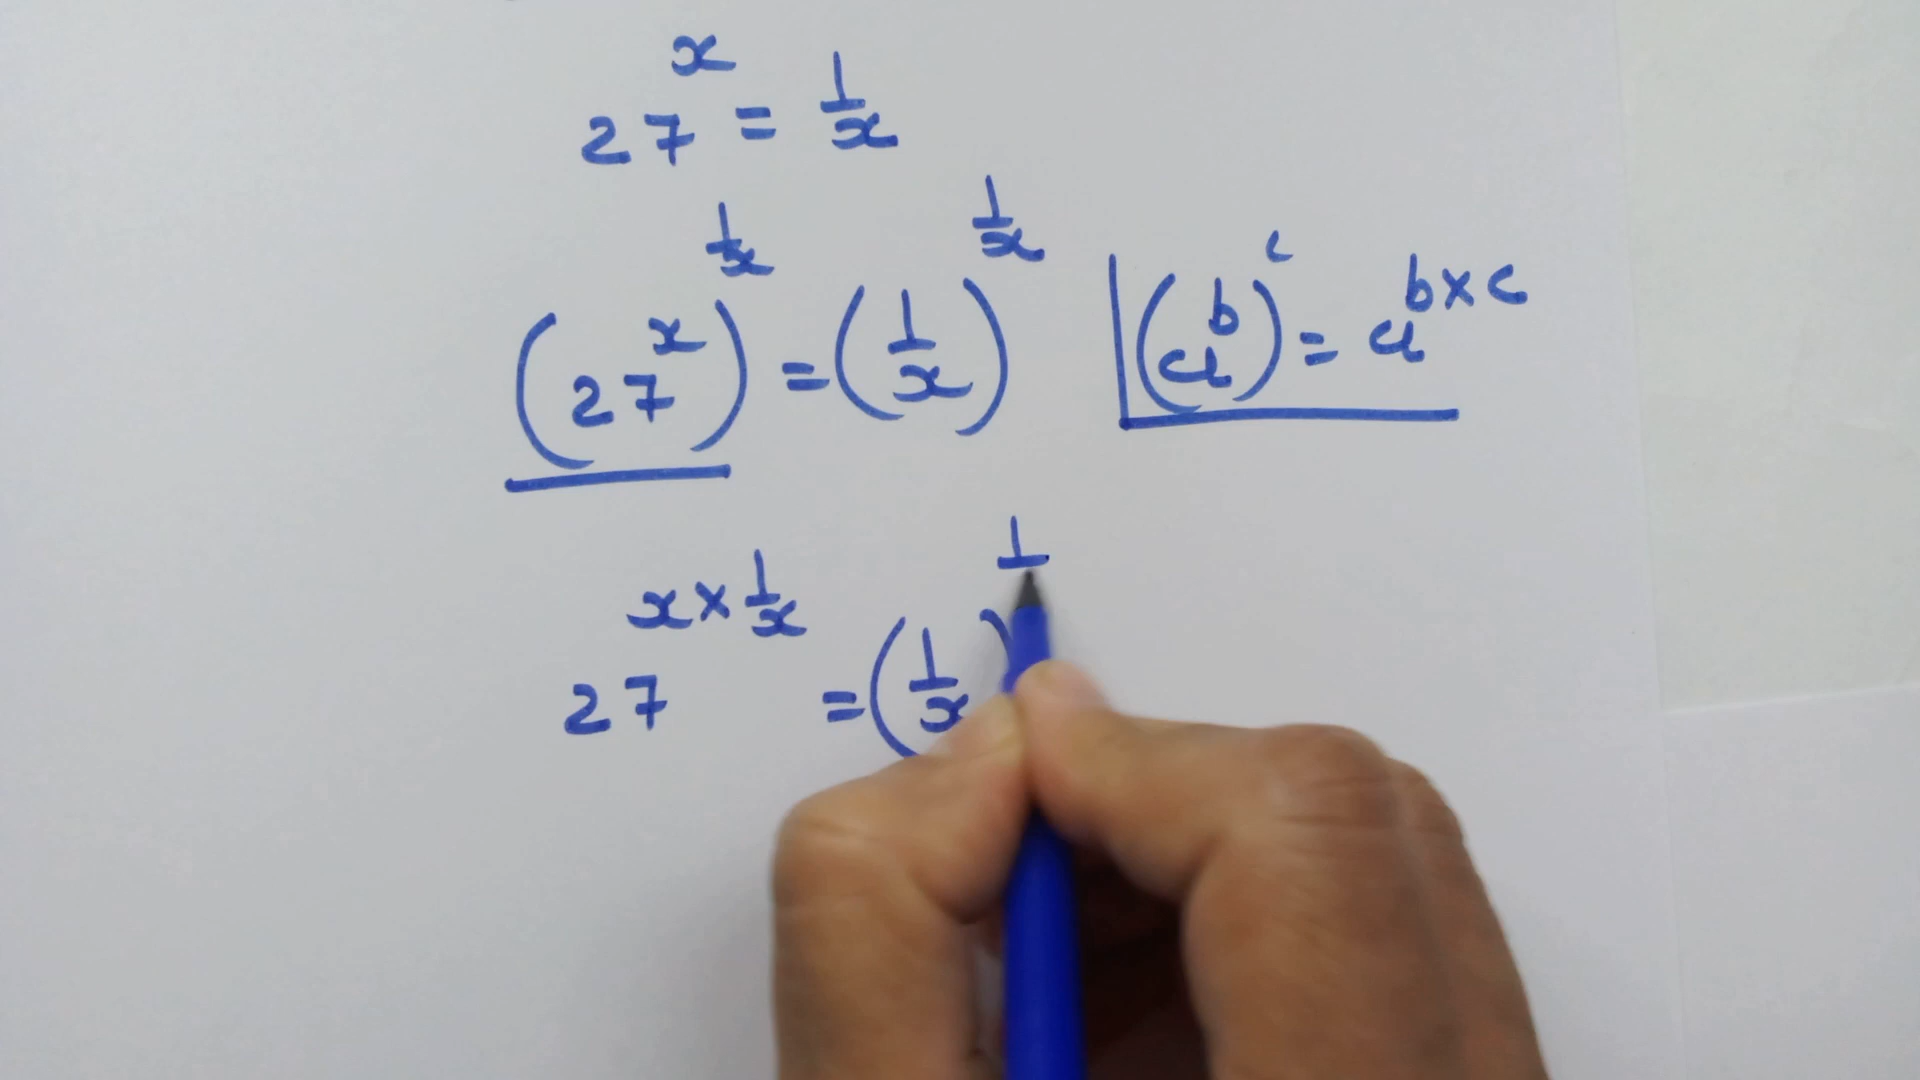 27^x = 1/x
(27^x)^(1/x) = (1/x)^(1/x) (a^b)^c = a^(b×c)
27^(x×1/x) = (1/x)^1